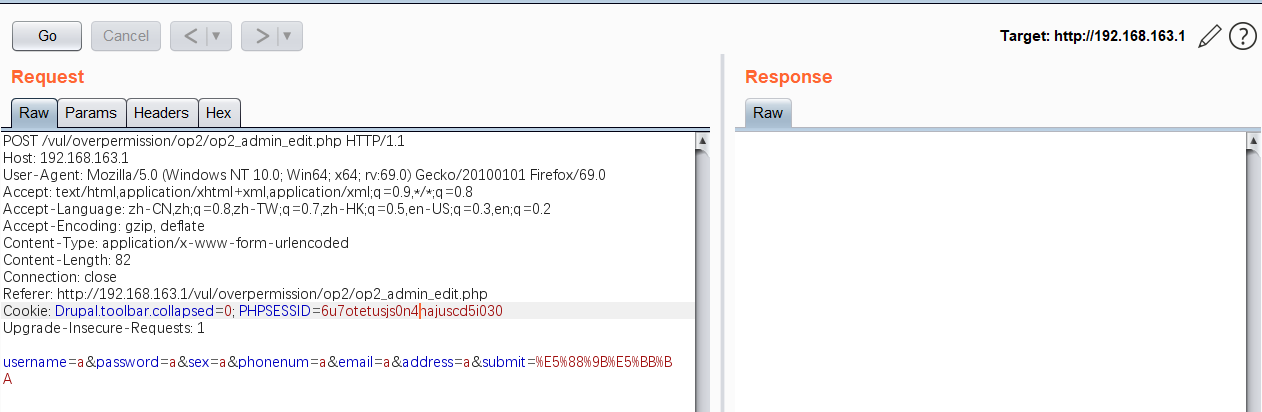 Go
Cancel
<
>
Target: http://192.168.163.1
?
Request
Response
Raw
Params
Headers
Hex
Raw
POST /vul/overpermission/op2/op2_admin_edit.php HTTP/1.1
Host: 192.168.163.1
User-Agent: Mozilla/5.0 (Windows NT 10.0; Win64; x64; rv:69.0) Gecko/20100101 Firefox/69.0
Accept: text/html,application/xhtml+xml,application/xml;q=0.9,*/*;q=0.8
Accept-Language: zh-CN,zh;q=0.8,zh-TW;q=0.7,zh-HK;q=0.5,en-US;q=0.3,en;q=0.2
Accept-Encoding: gzip, deflate
Content-Type: application/x-www-form-urlencoded
Content-Length: 82
Connection: close
Referer: http://192.168.163.1/vul/overpermission/op2/op2_admin_edit.php
Cookie: Drupal.toolbar.collapsed=0; PHPSESSID=6u7otetusjs0n4hajuscd5i030
Upgrade-Insecure-Requests: 1
username=a&password=a&sex=a&phonenum=a&email=a&address=a&submit=%E5%88%9B%E5%BB%B
A